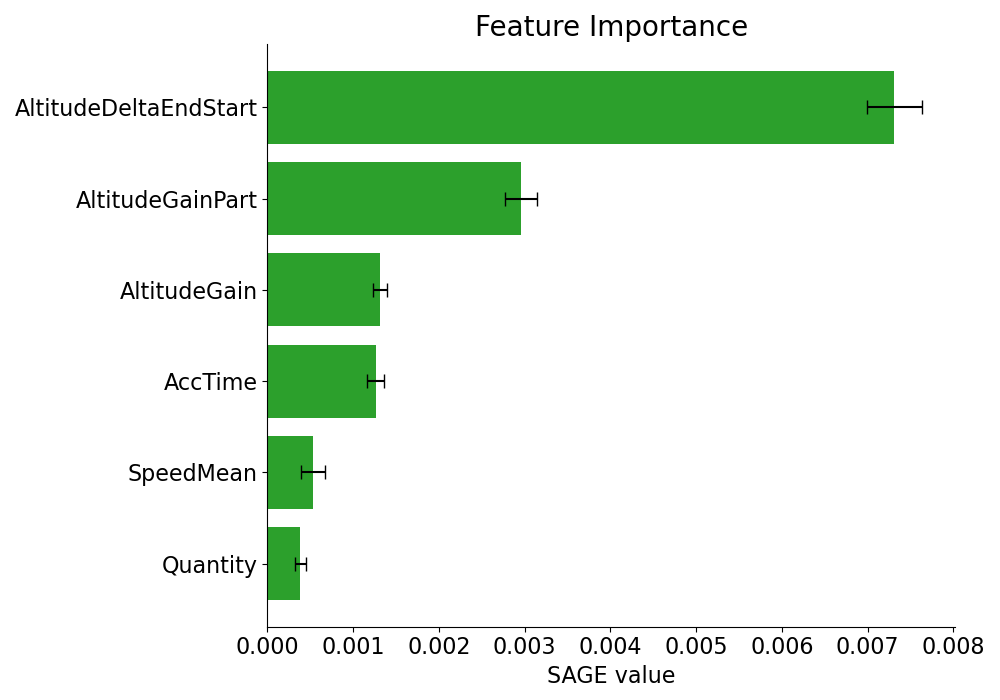 Feature Importance
AltitudeDeltaEndStart
AltitudeGainPart
AltitudeGain
AccTime
SpeedMean
Quantity
0.000 0.001 0.002 0.003 0.004 0.005 0.006 0.007 0.008
SAGE value